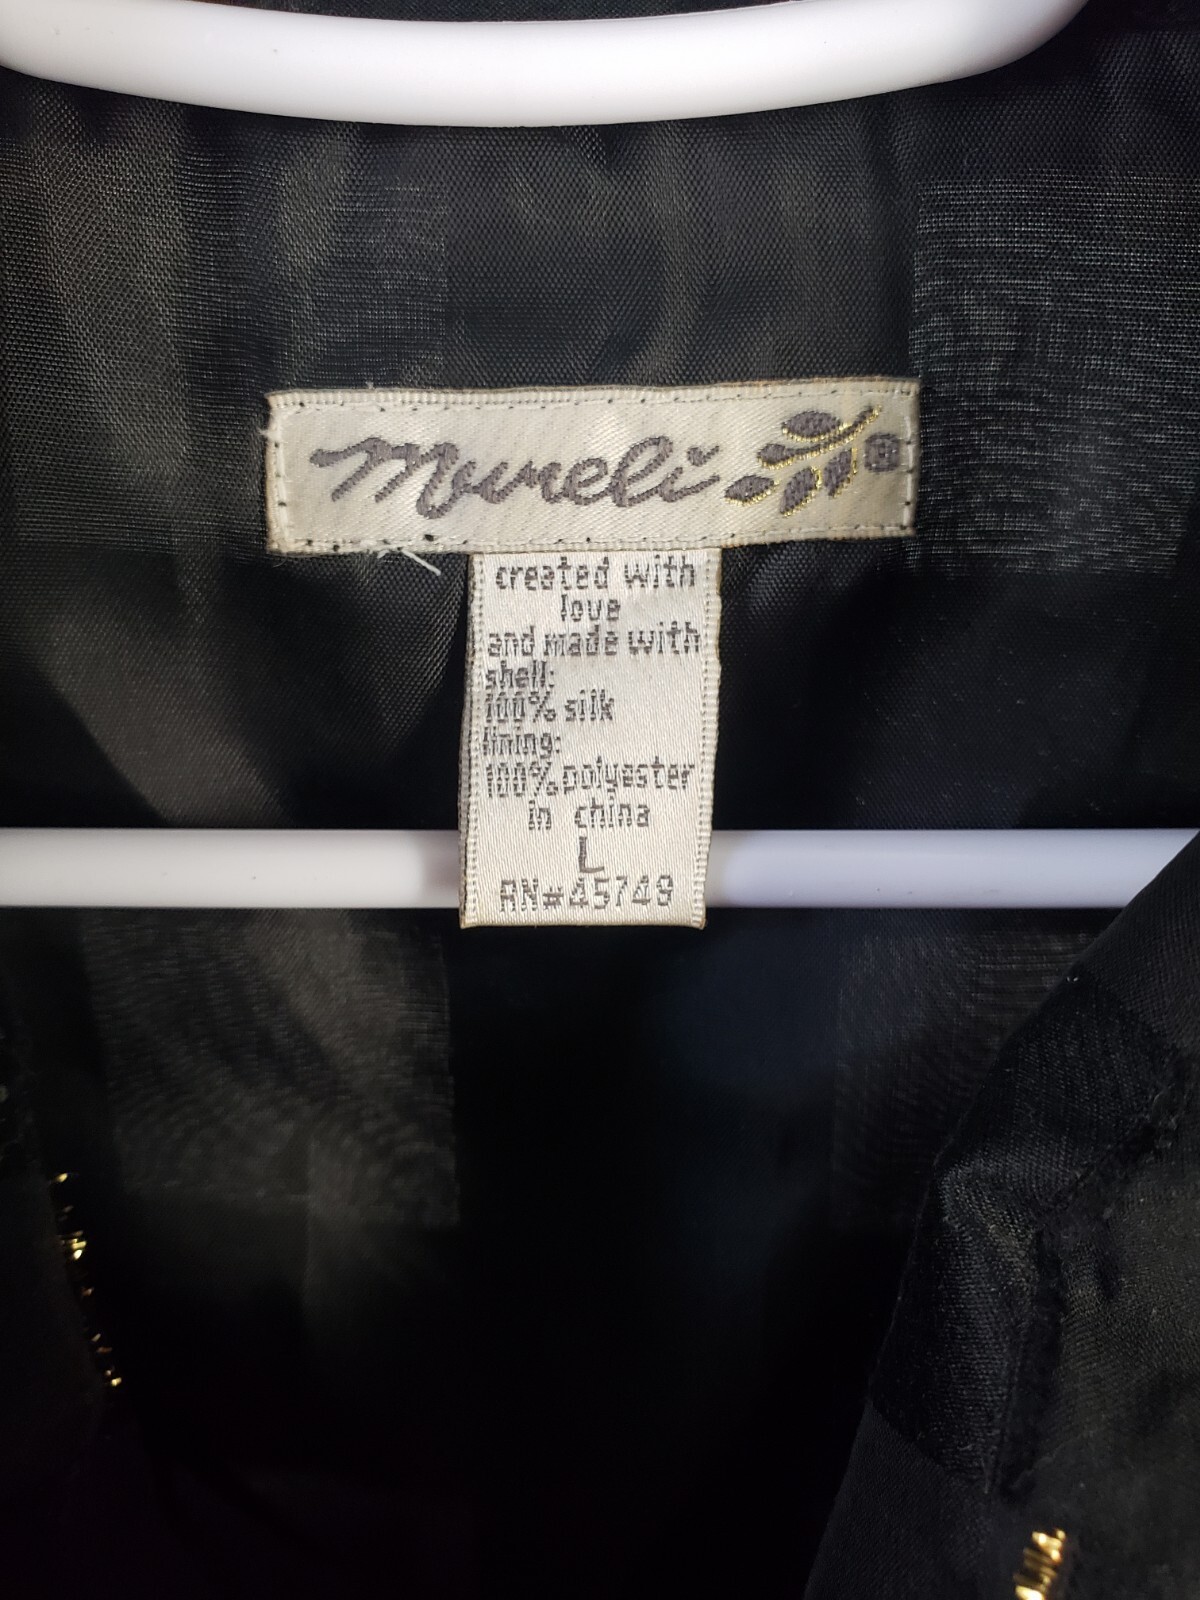 Mureli ®
created with
love
and made with
shell:
100% silk
lining:
100% polyester
in china
L
RN#45749